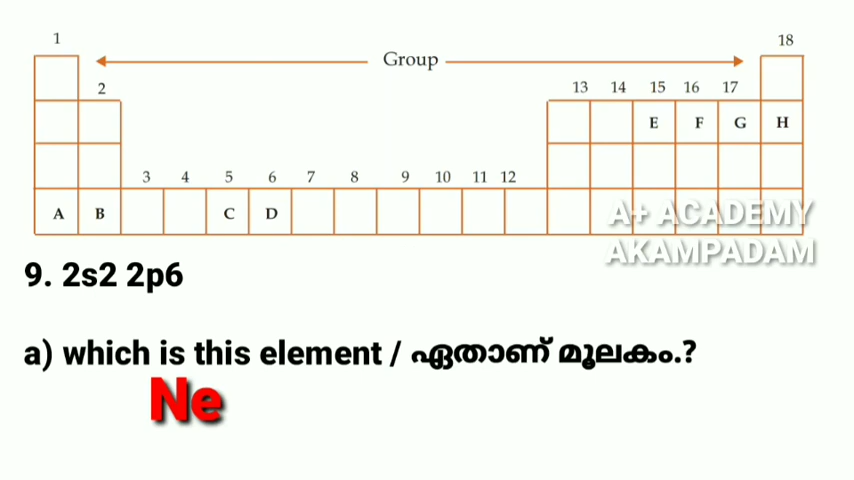 1
18
Group
2
13 14 15 16 17
E F G H
3 4 5 6 7 8 9 10 11 12
A B C D
A+ ACADEMY
AKAMPADAM
9. 2s2 2p6
a) which is this element / ഏതാണ് മൂലകം.?
Ne